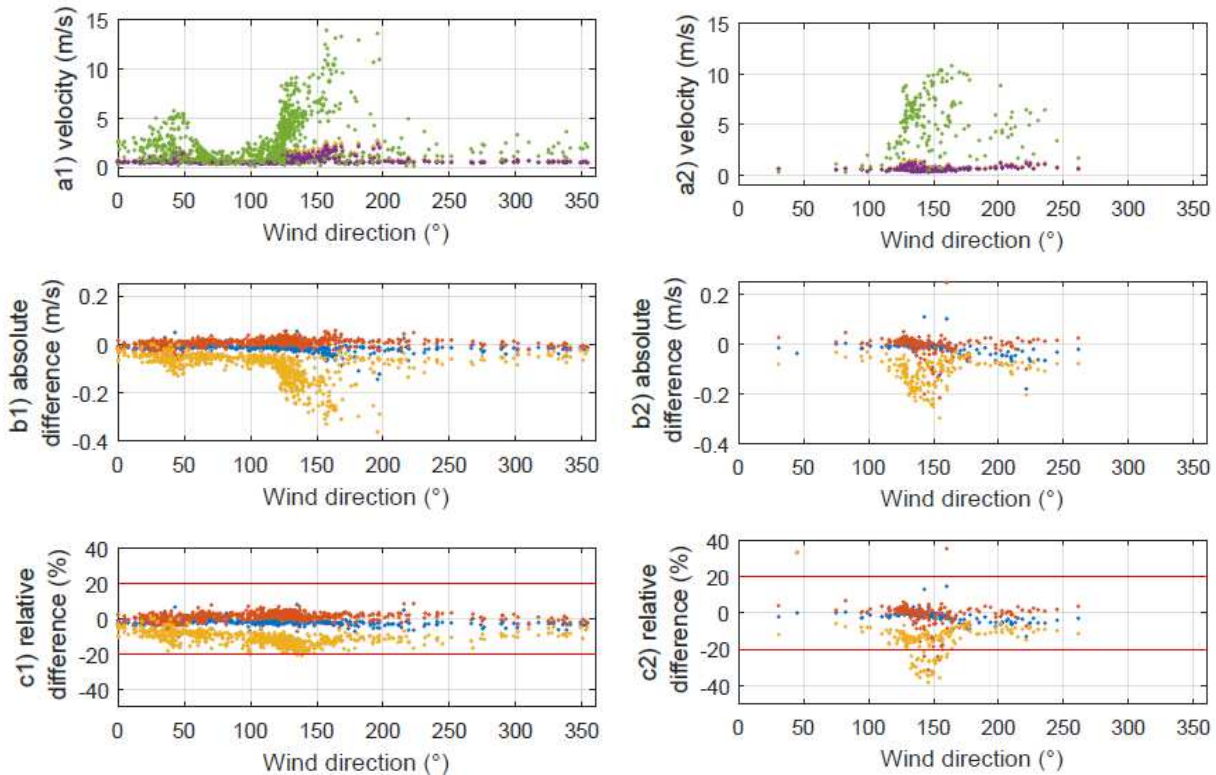 15
10
5
0
a1) velocity (m/s)
0 50 100 150 200 250 300 350
Wind direction (°)
15
10
5
0
a2) velocity (m/s)
0 50 100 150 200 250 300 350
Wind direction (°)
0.2
0
-0.2
-0.4
b1) absolute
difference (m/s)
0 50 100 150 200 250 300 350
Wind direction (°)
0.2
0
-0.2
-0.4
b2) absolute
difference (m/s)
0 50 100 150 200 250 300 350
Wind direction (°)
40
20
0
-20
-40
c1) relative
difference (%)
0 50 100 150 200 250 300 350
Wind direction (°)
40
20
0
-20
-40
c2) relative
difference (%)
0 50 100 150 200 250 300 350
Wind direction (°)